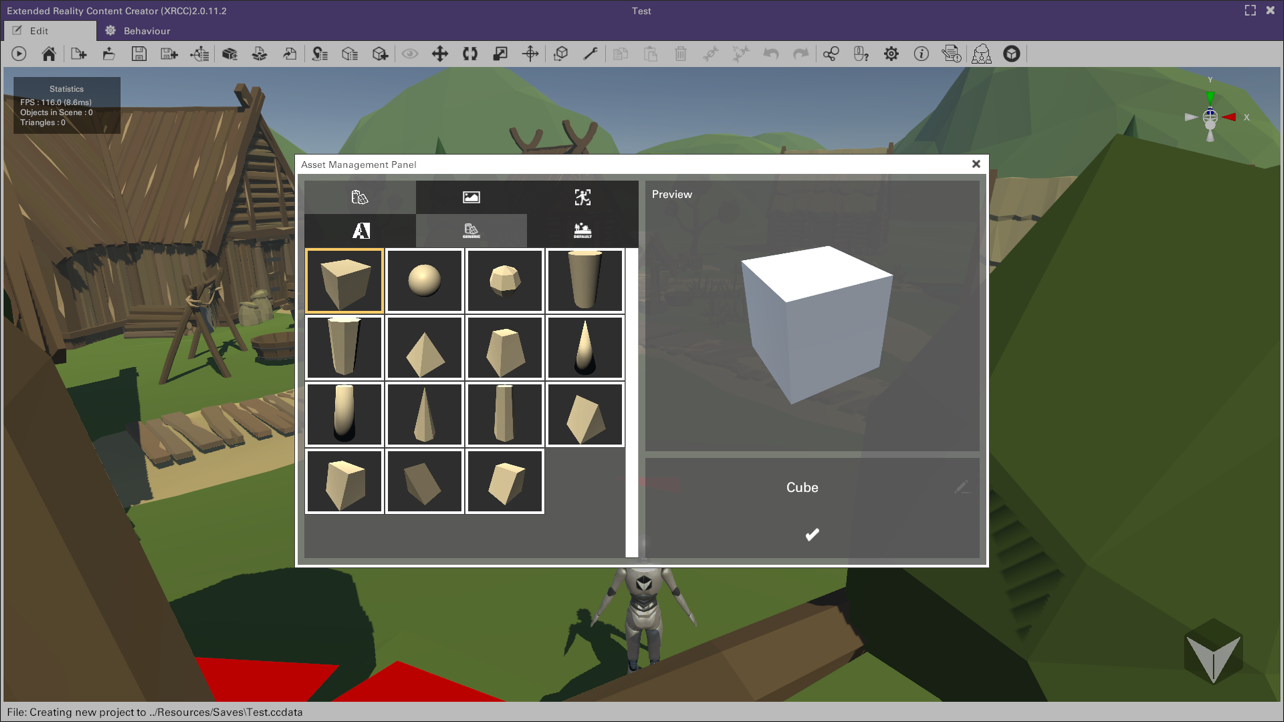 Extended Reality Content Creator (XRCC)2.0.11.2
Test
Edit
Behaviour
Statistics
FPS : 116.0 (8.6ms)
Objects in Scene : 0
Triangles : 0
Y
X
Asset Management Panel
Preview
GENERIC
DEFAULT
Cube
File: Creating new project to ../Resources/Saves\Test.ccdata